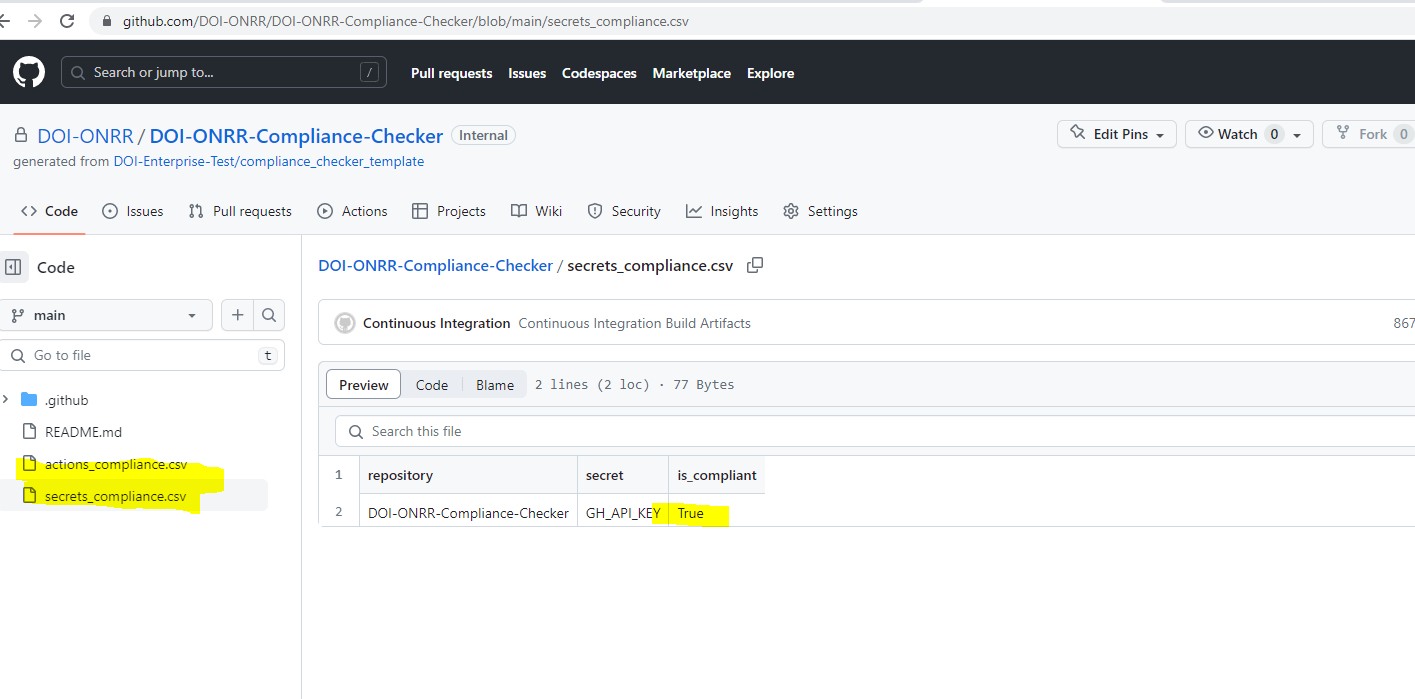 github.com/DOI-ONRR/DOI-ONRR-Compliance-Checker/blob/main/secrets_compliance.csv
Search or jump to... / Pull requests Issues Codespaces Marketplace Explore
DOI-ONRR / DOI-ONRR-Compliance-Checker Internal Edit Pins Watch 0 Fork 0
generated from DOI-Enterprise-Test/compliance_checker_template
<> Code Issues Pull requests Actions Projects Wiki Security Insights Settings
Code
DOI-ONRR-Compliance-Checker / secrets_compliance.csv
main
Continuous Integration Continuous Integration Build Artifacts 867
Go to file t
Preview Code Blame 2 lines (2 loc) · 77 Bytes
.github
README.md
Search this file
actions_compliance.csv
1 repository secret is_compliant
secrets_compliance.csv
2 DOI-ONRR-Compliance-Checker GH_API_KEY True